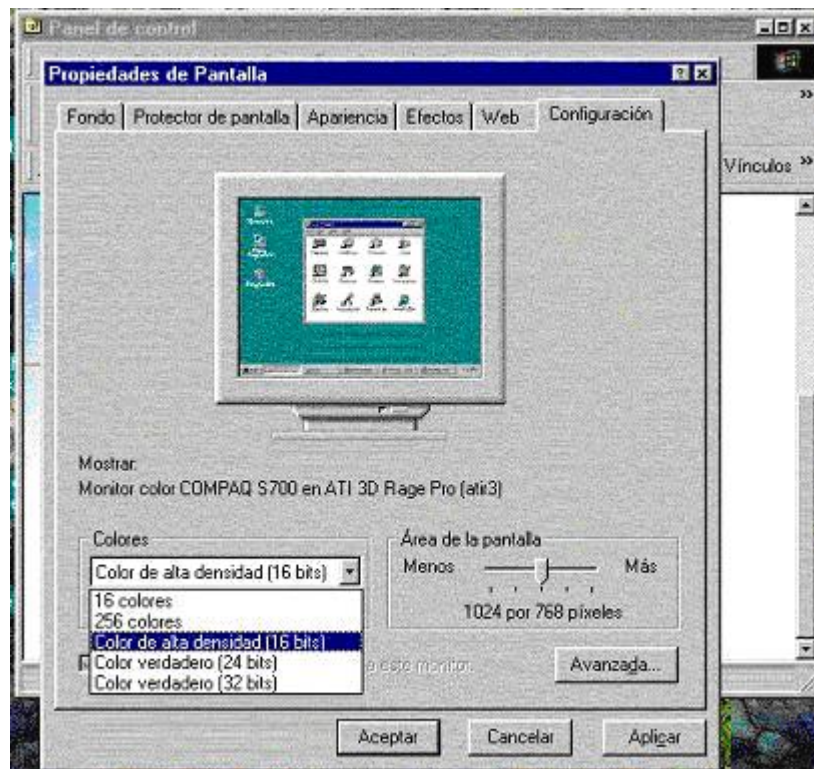 Panel de control
Propiedades de Pantalla
Fondo Protector de pantalla Apariencia Efectos Web Configuración
Vínculos
Mostrar:
Monitor color COMPAQ S700 en ATI 3D Rage Pro (atir3)
Colores
Color de alta densidad (16 bits)
16 colores
256 colores
Color de alta densidad (16 bits)
Color verdadero (24 bits)
Color verdadero (32 bits)
Área de la pantalla
Menos Más
1024 por 768 píxeles
este monitor.
Avanzada...
Aceptar Cancelar Aplicar